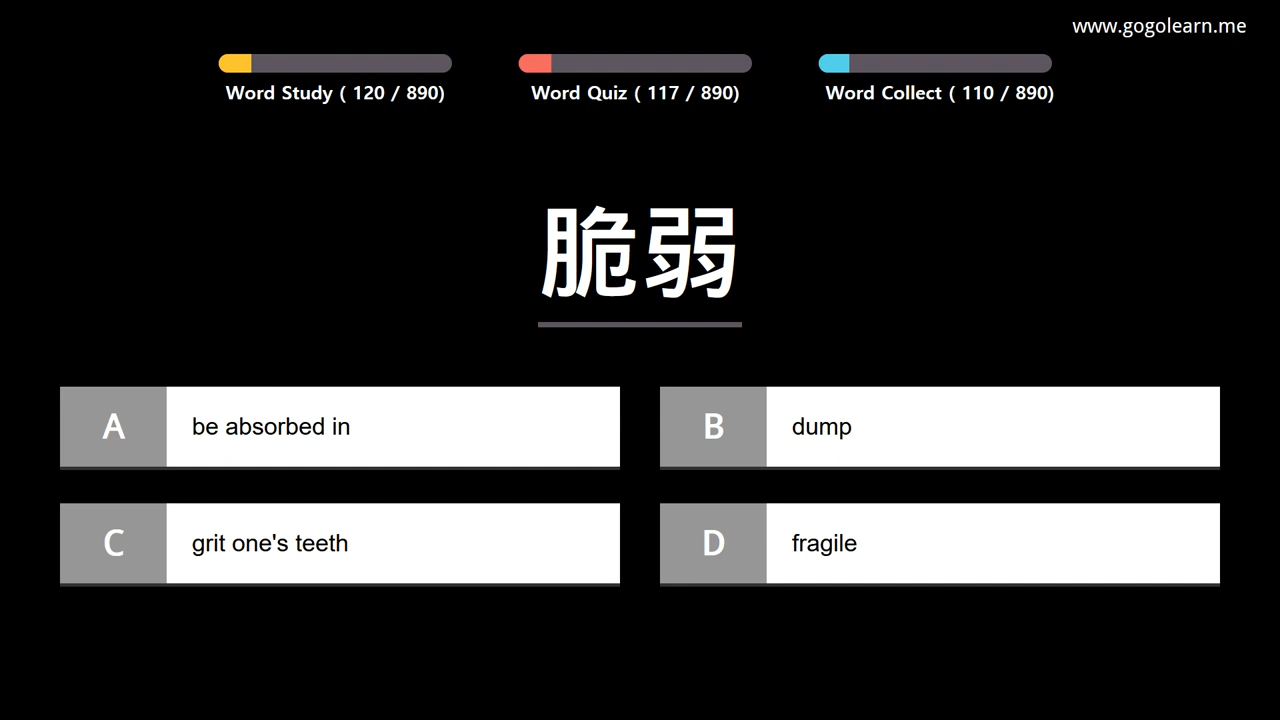 www.gogolearn.me
Word Study ( 120 / 890)
Word Quiz ( 117 / 890)
Word Collect ( 110 / 890)
脆弱
A be absorbed in
B dump
C grit one's teeth
D fragile